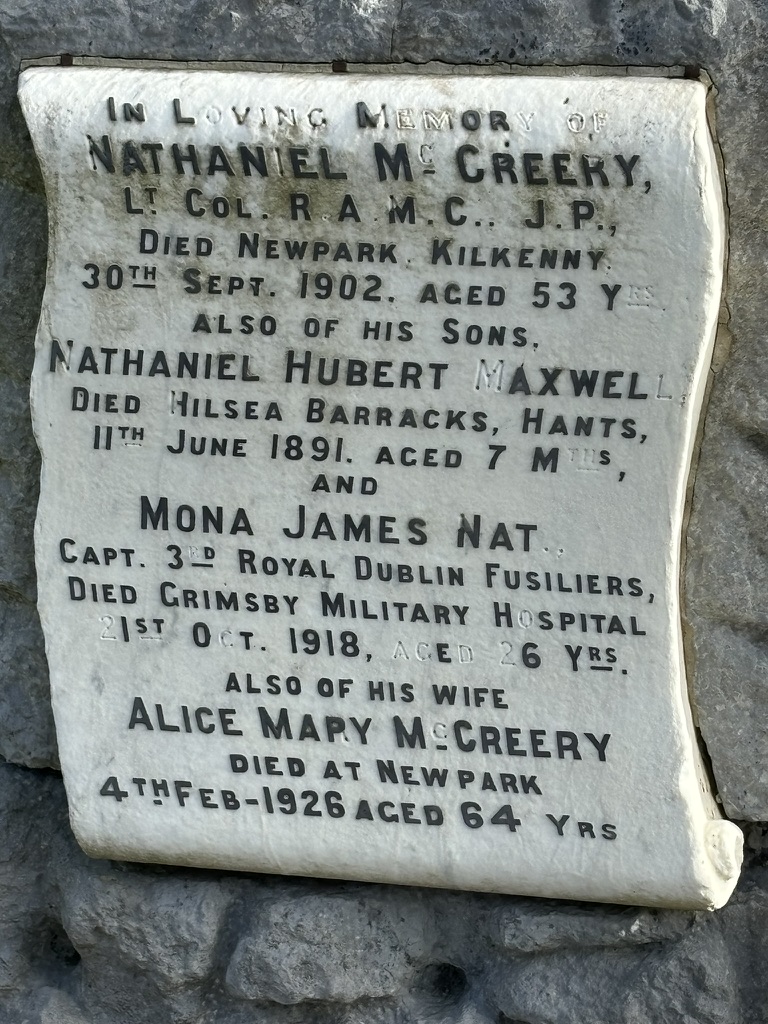 IN LOVING MEMORY OF
NATHANIEL Mc CREERY,
LT COL. R.A.M.C., J.P.,
DIED NEWPARK. KILKENNY.
30TH SEPT. 1902. AGED 53 YRS.
ALSO OF HIS SONS.
NATHANIEL HUBERT MAXWELL
DIED HILSEA BARRACKS, HANTS,
11TH JUNE 1891. AGED 7 MTHS,
AND
MONA JAMES NAT.,
CAPT. 3RD ROYAL DUBLIN FUSILIERS,
DIED GRIMSBY MILITARY HOSPITAL
21ST OCT. 1918, AGED 26 YRS.
ALSO OF HIS WIFE
ALICE MARY McCREERY
DIED AT NEWPARK
4TH FEB-1926 AGED 64 YRS